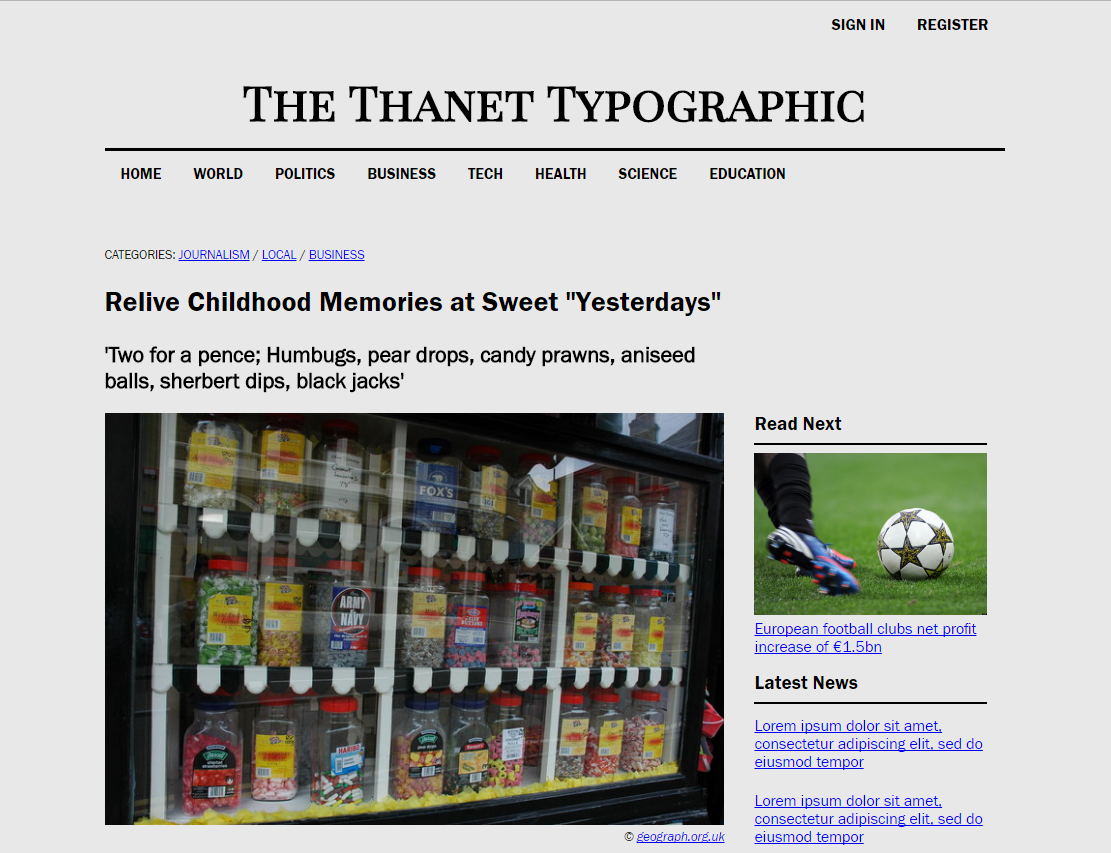 SIGN IN REGISTER
THE THANET TYPOGRAPHIC
HOME WORLD POLITICS BUSINESS TECH HEALTH SCIENCE EDUCATION
CATEGORIES: JOURNALISM / LOCAL / BUSINESS
Relive Childhood Memories at Sweet "Yesterdays"
'Two for a pence; Humbugs, pear drops, candy prawns, aniseed
balls, sherbert dips, black jacks'
FOX'S
ARMY
NAVY
HARIBO
© geograph.org.uk
Read Next
European football clubs net profit
increase of €1.5bn
Latest News
Lorem ipsum dolor sit amet,
consectetur adipiscing elit, sed do
eiusmod tempor
Lorem ipsum dolor sit amet,
consectetur adipiscing elit, sed do
eiusmod tempor